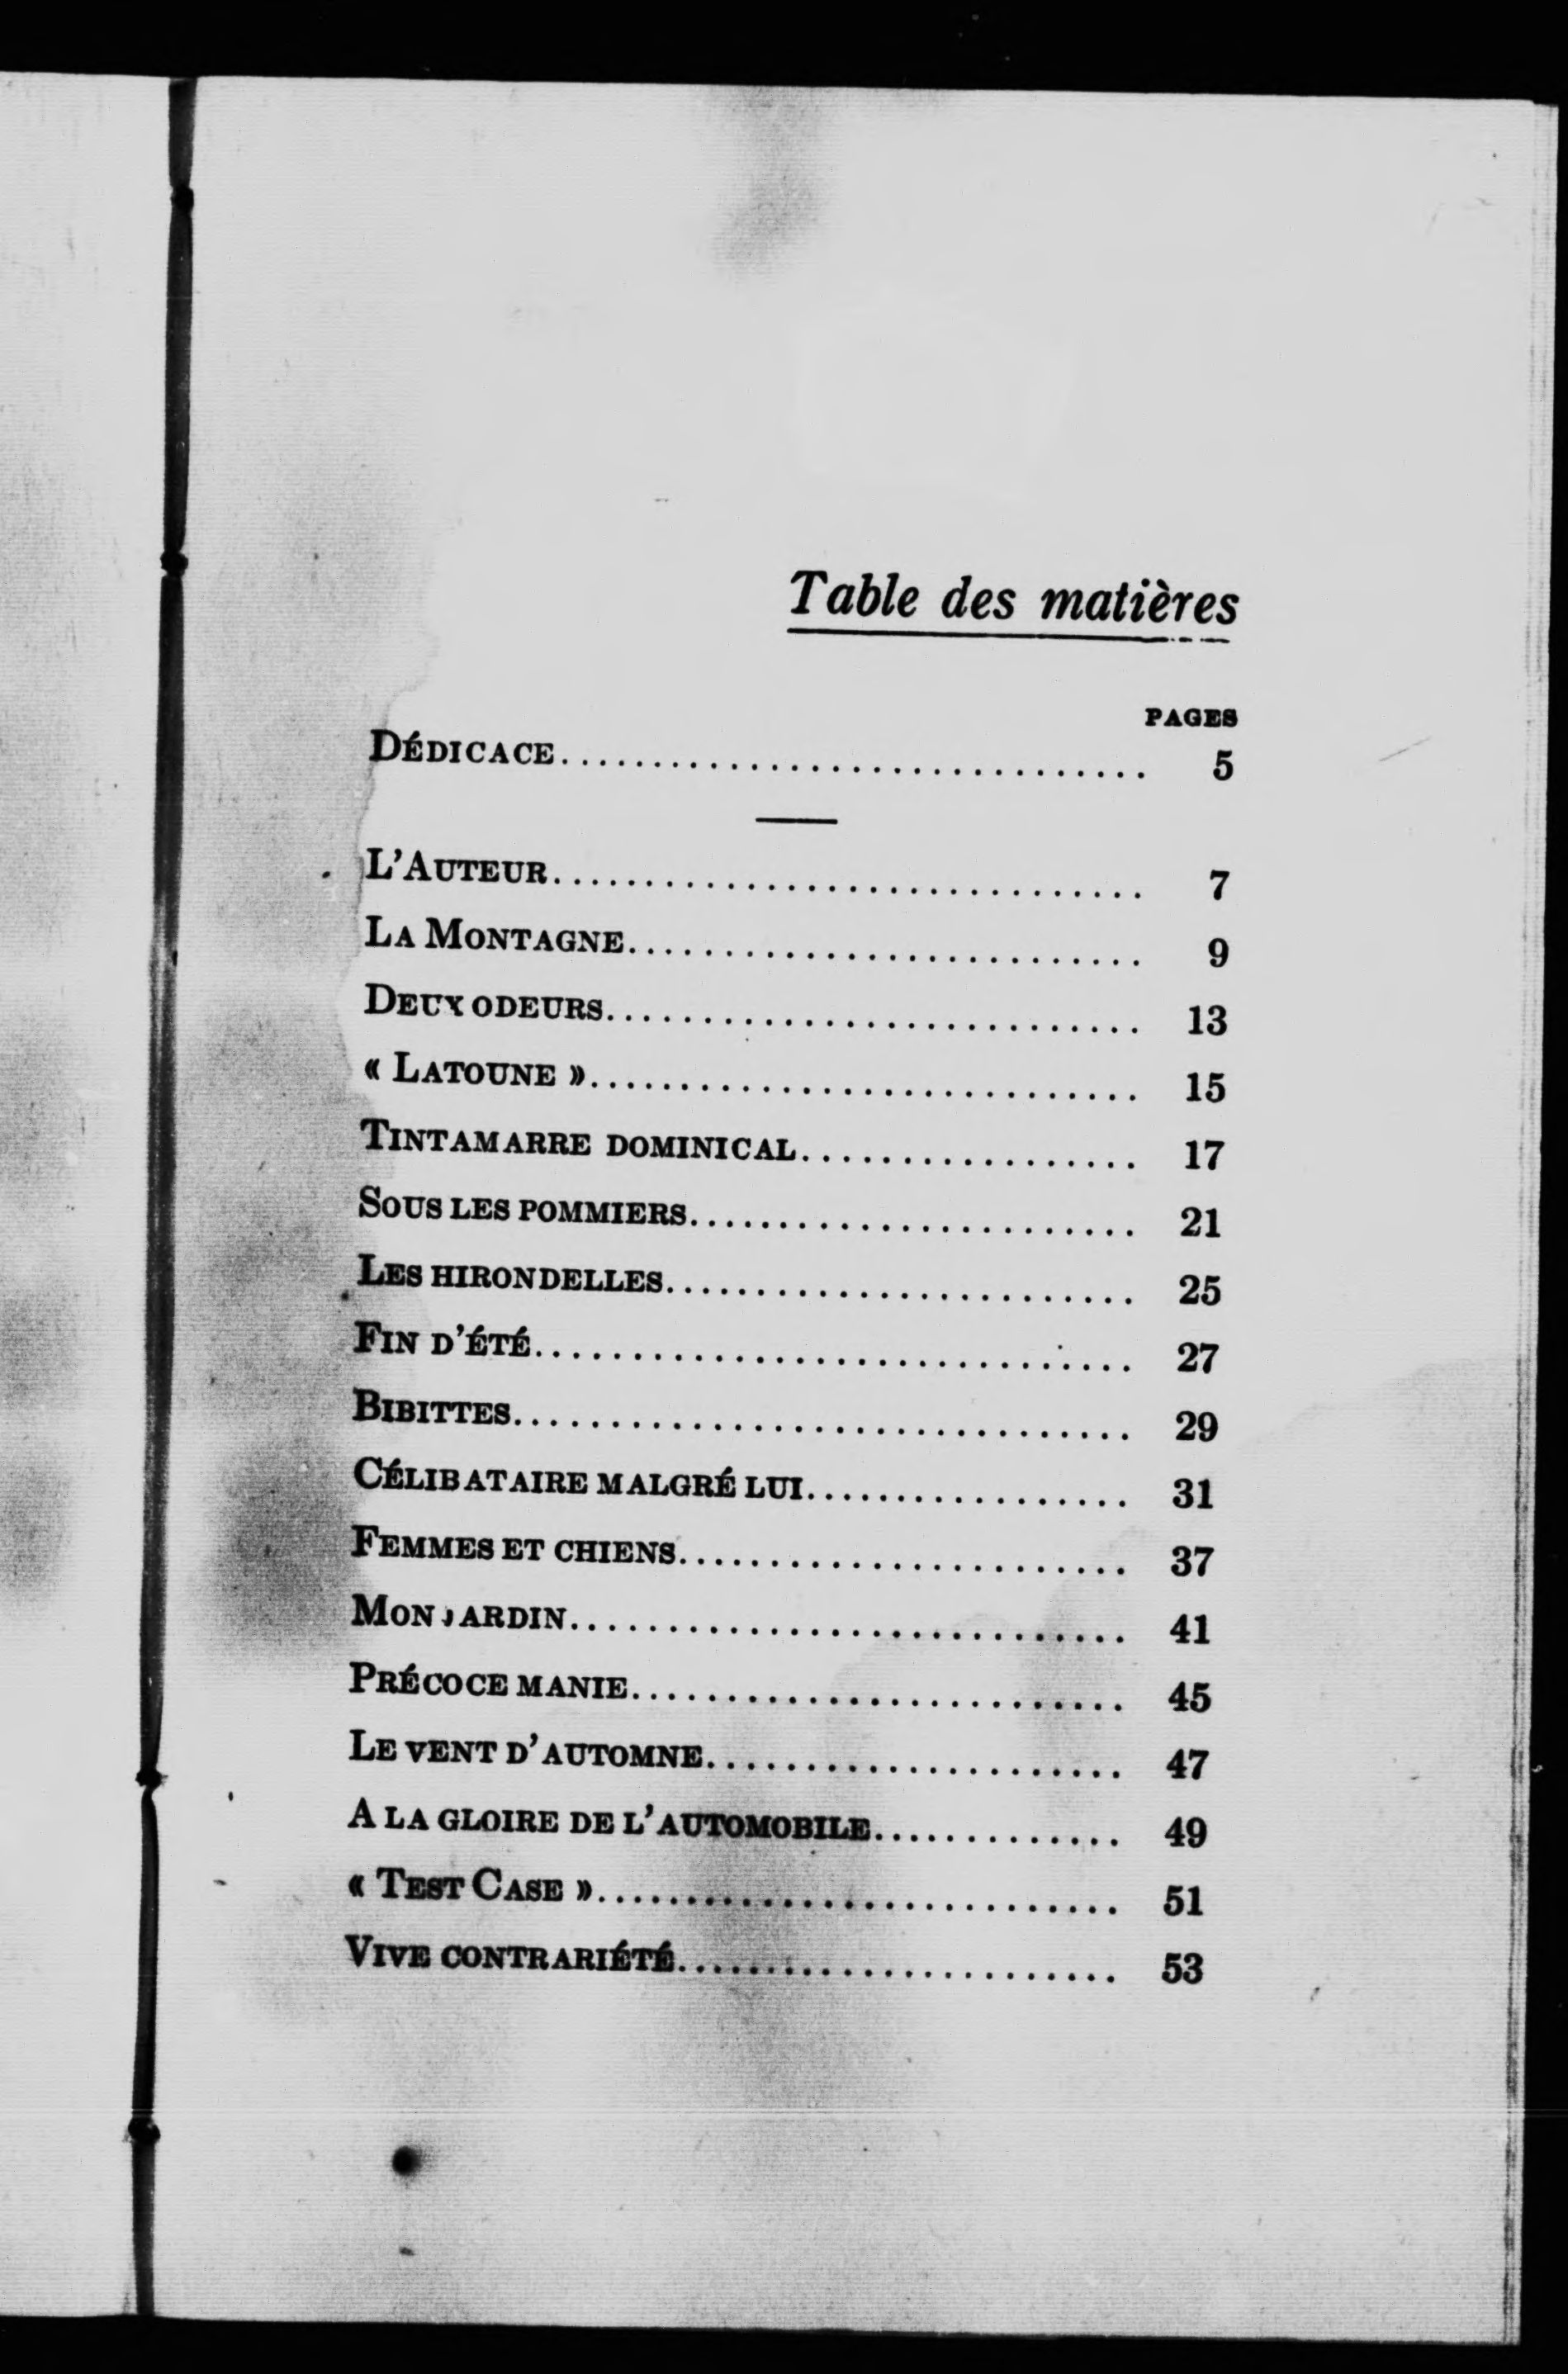 Table des matières
PAGES
DÉDICACE................................ 5
L'AUTEUR................................ 7
LA MONTAGNE............................ 9
DEUX ODEURS............................. 13
« LATOUNE »............................. 15
TINTAMARRE DOMINICAL.................. 17
SOUS LES POMMIERS........................ 21
LES HIRONDELLES.......................... 25
FIN D'ÉTÉ................................ 27
BIBITTES................................. 29
CÉLIBATAIRE MALGRÉ LUI.................. 31
FEMMES ET CHIENS........................ 37
MON JARDIN.............................. 41
PRÉCOCE MANIE........................... 45
LE VENT D'AUTOMNE...................... 47
A LA GLOIRE DE L'AUTOMOBILE............. 49
« TEST CASE »............................ 51
VIVE CONTRARIÉTÉ........................ 53